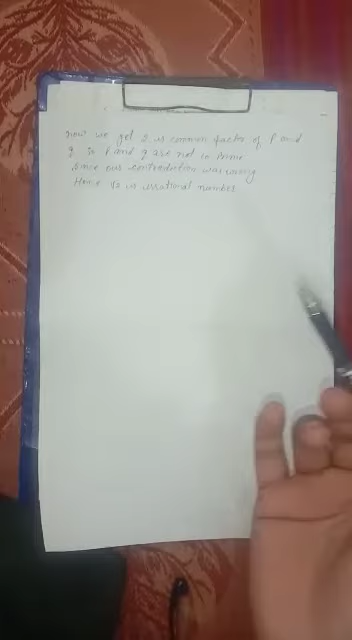 now we get 2 is common factor of P and
q so P and q are not co prime
Since our contradiction was wrong
Hence √2 is irrational number